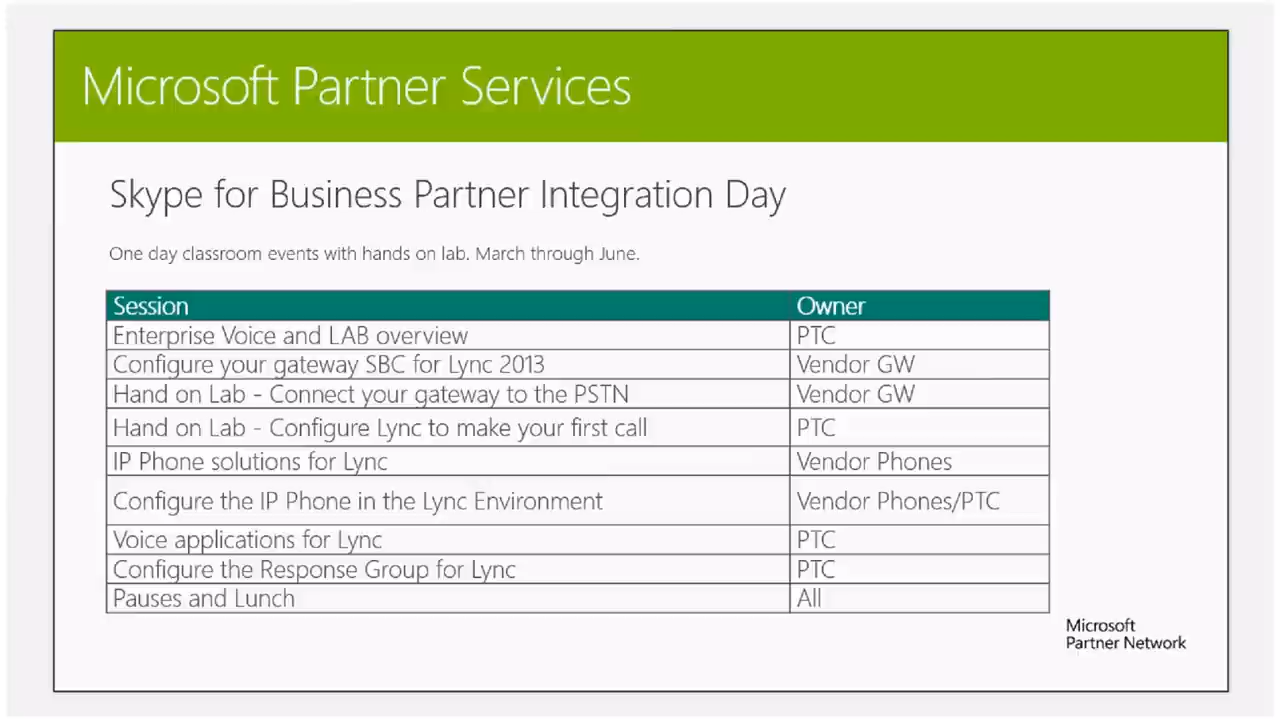 Microsoft Partner Services
Skype for Business Partner Integration Day
One day classroom events with hands on lab. March through June.
Session Owner
Enterprise Voice and LAB overview PTC
Configure your gateway SBC for Lync 2013 Vendor GW
Hand on Lab - Connect your gateway to the PSTN Vendor GW
Hand on Lab - Configure Lync to make your first call PTC
IP Phone solutions for Lync Vendor Phones
Configure the IP Phone in the Lync Environment Vendor Phones/PTC
Voice applications for Lync PTC
Configure the Response Group for Lync PTC
Pauses and Lunch All
Microsoft
Partner Network